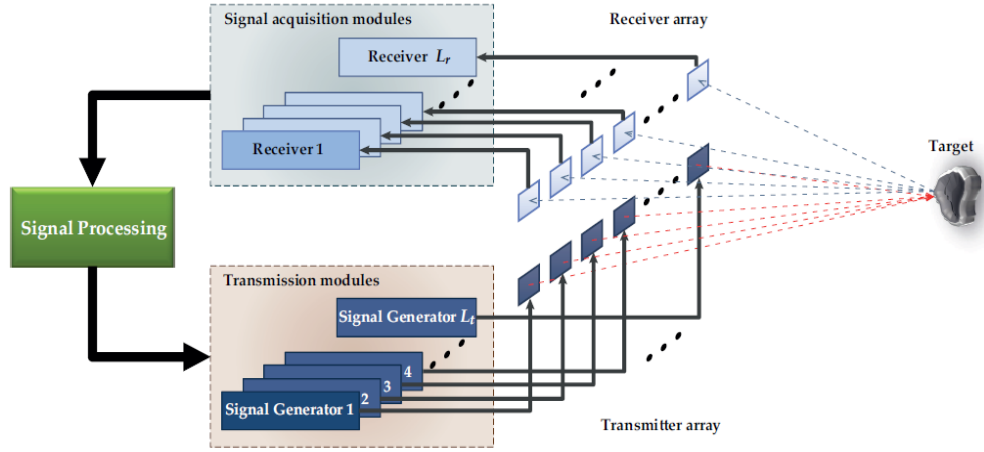 Signal acquisition modules
Receiver array
Receiver Lr
Receiver 1
Target
Signal Processing
Transmission modules
Signal Generator Lt
4
3
2
Signal Generator 1
Transmitter array